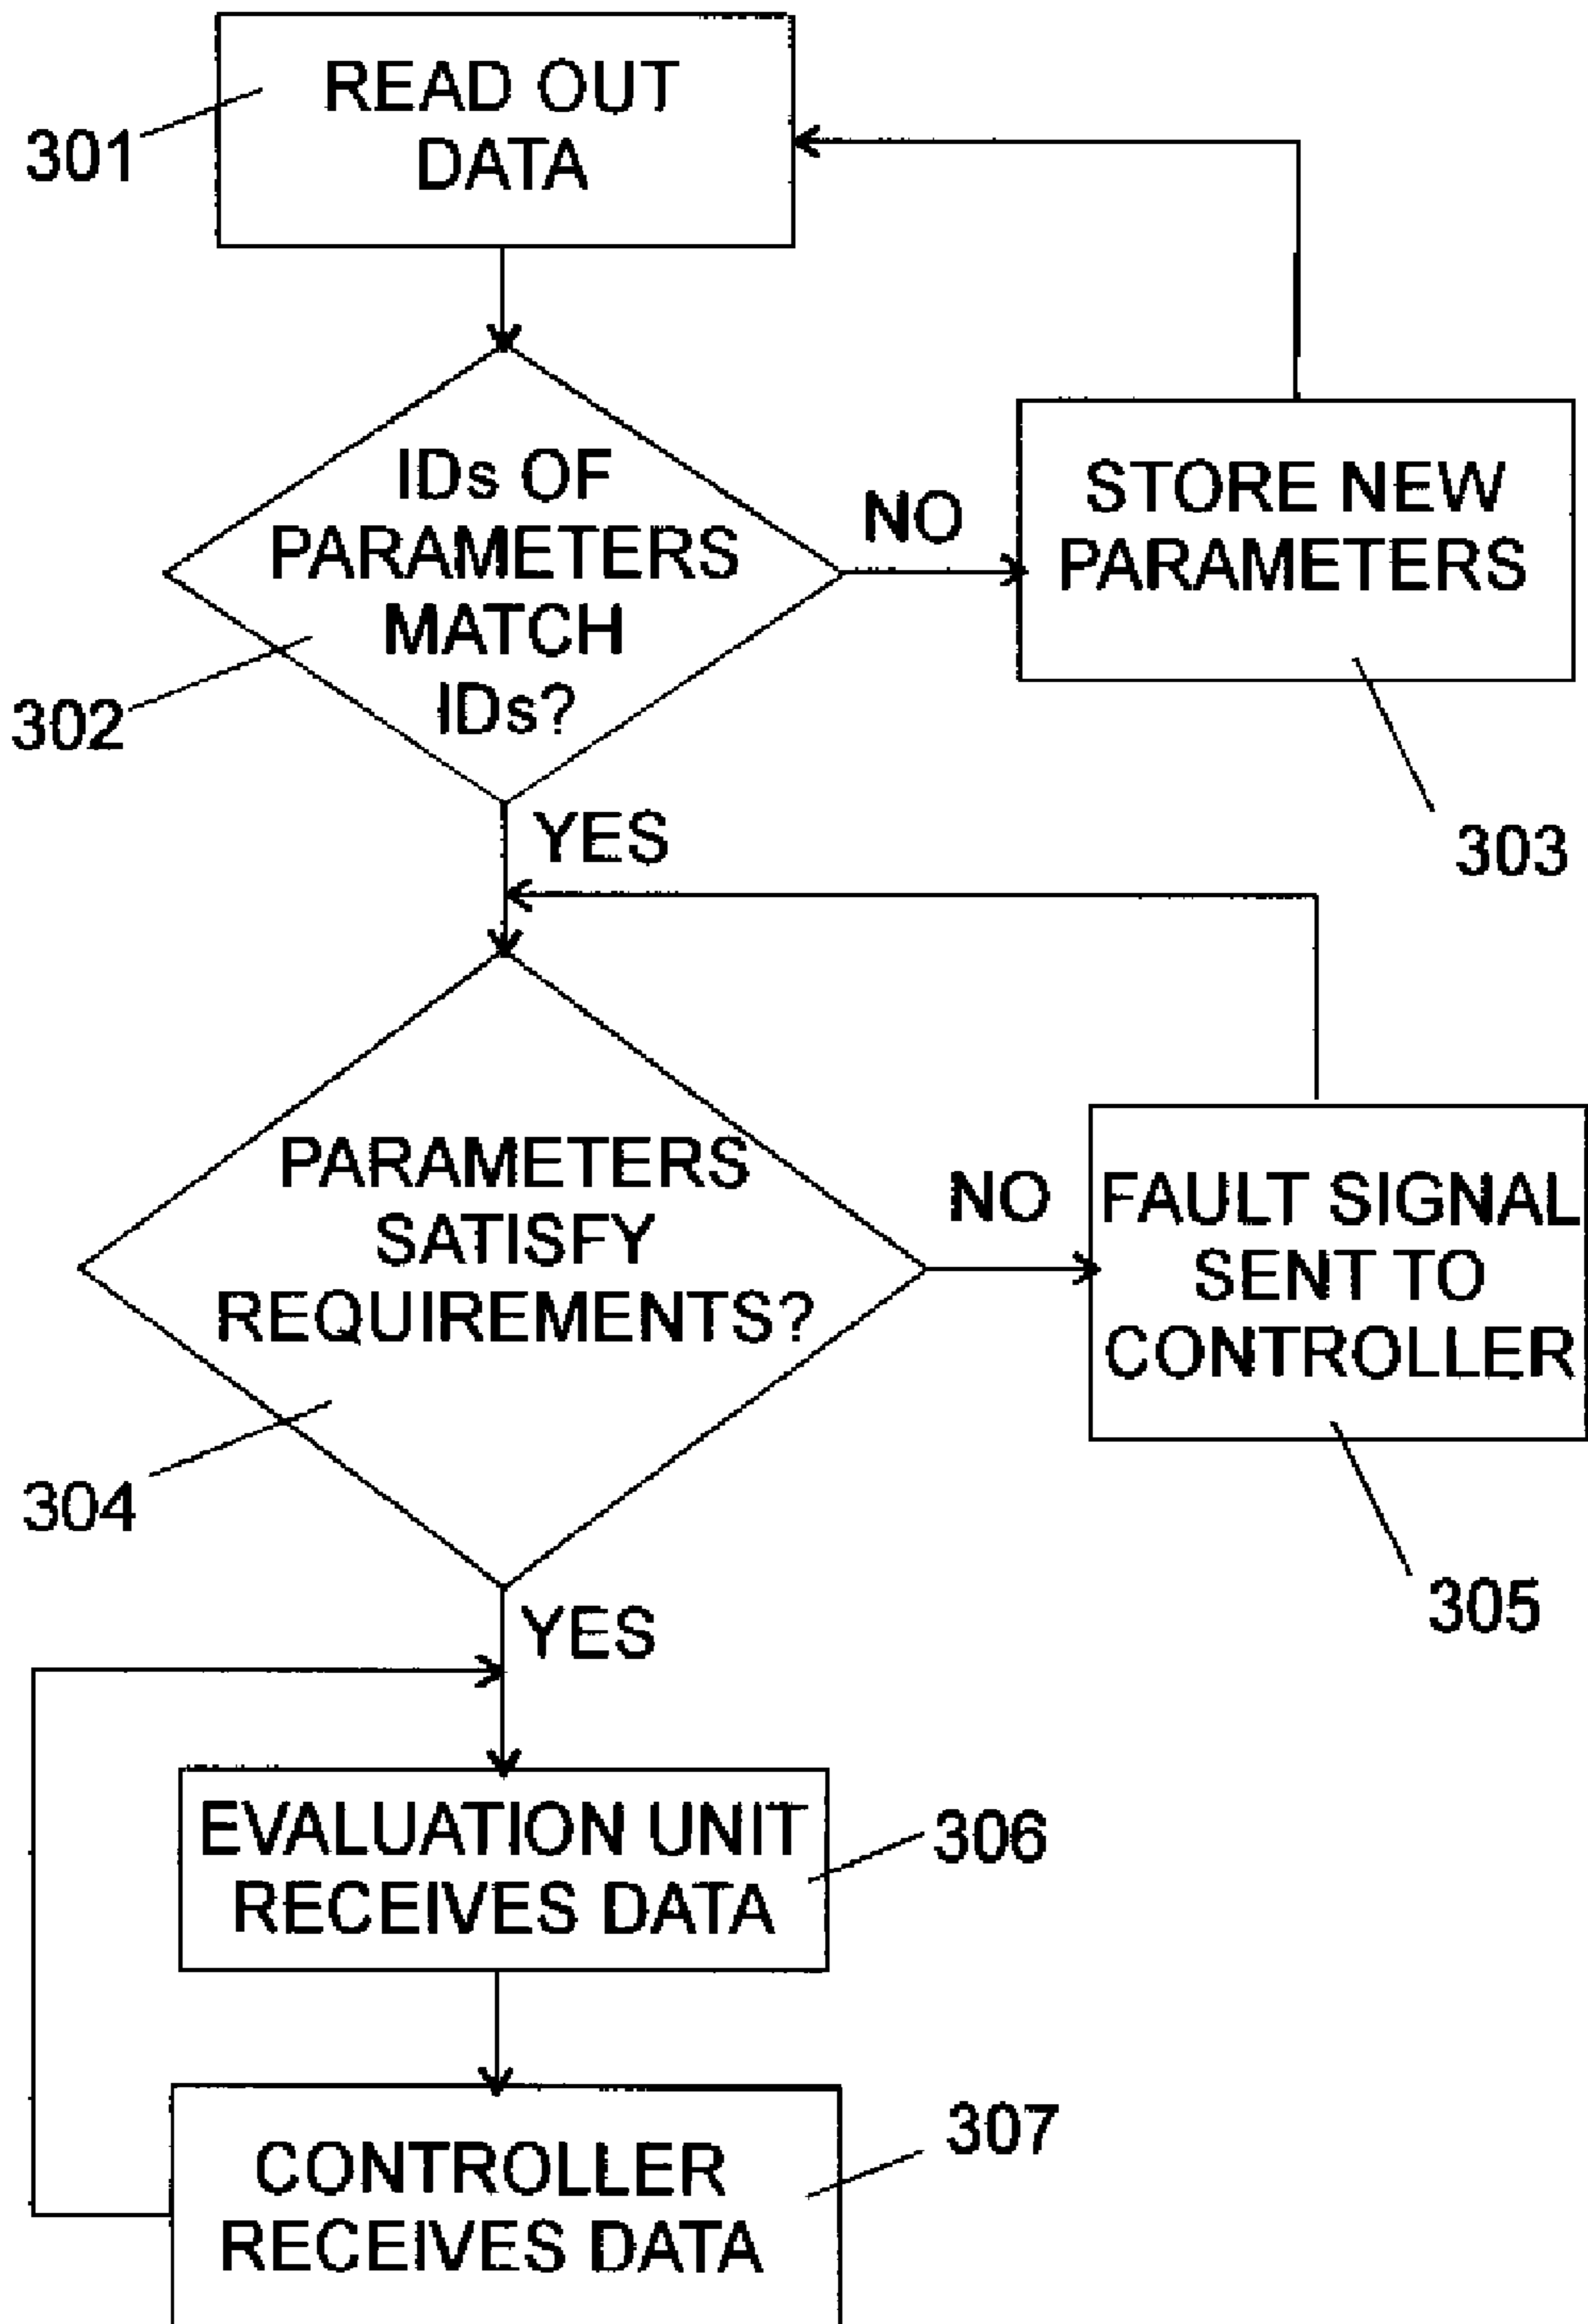 READ OUT
DATA
301
IDs OF
PARAMETERS
MATCH
IDs?
302
NO
STORE NEW
PARAMETERS
303
YES
PARAMETERS
SATISFY
REQUIREMENTS?
304
NO
FAULT SIGNAL
SENT TO
CONTROLLER
305
YES
EVALUATION UNIT
RECEIVES DATA
306
CONTROLLER
RECEIVES DATA
307